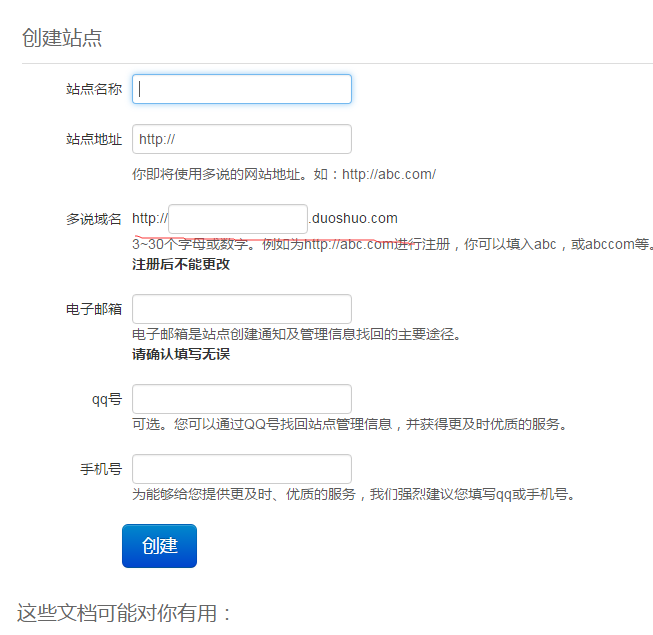 创建站点
站点名称
站点地址 http://
你即将使用多说的网站地址。如：http://abc.com/
多说域名 http:// .duoshuo.com
3~30个字母或数字。例如为http://abc.com进行注册，你可以填入abc，或abccom等。
注册后不能更改
电子邮箱
电子邮箱是站点创建通知及管理信息找回的主要途径。
请确认填写无误
qq号
可选。您可以通过QQ号找回站点管理信息，并获得更及时优质的服务。
手机号
为能够给您提供更及时、优质的服务，我们强烈建议您填写qq或手机号。
创建
这些文档可能对你有用：